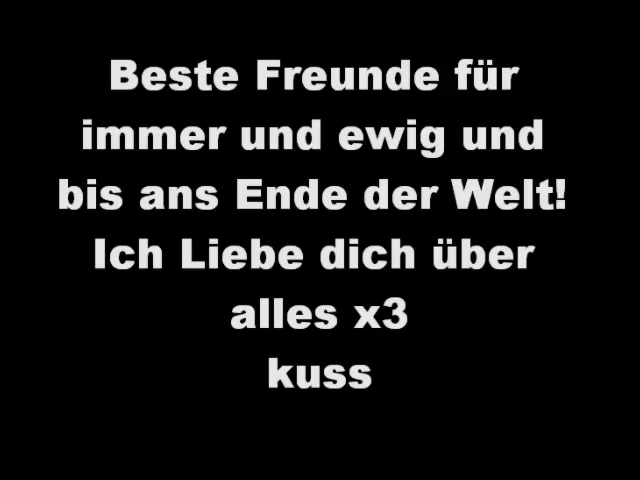 Beste Freunde für
immer und ewig und
bis ans Ende der Welt!
Ich Liebe dich über
alles x3
kuss